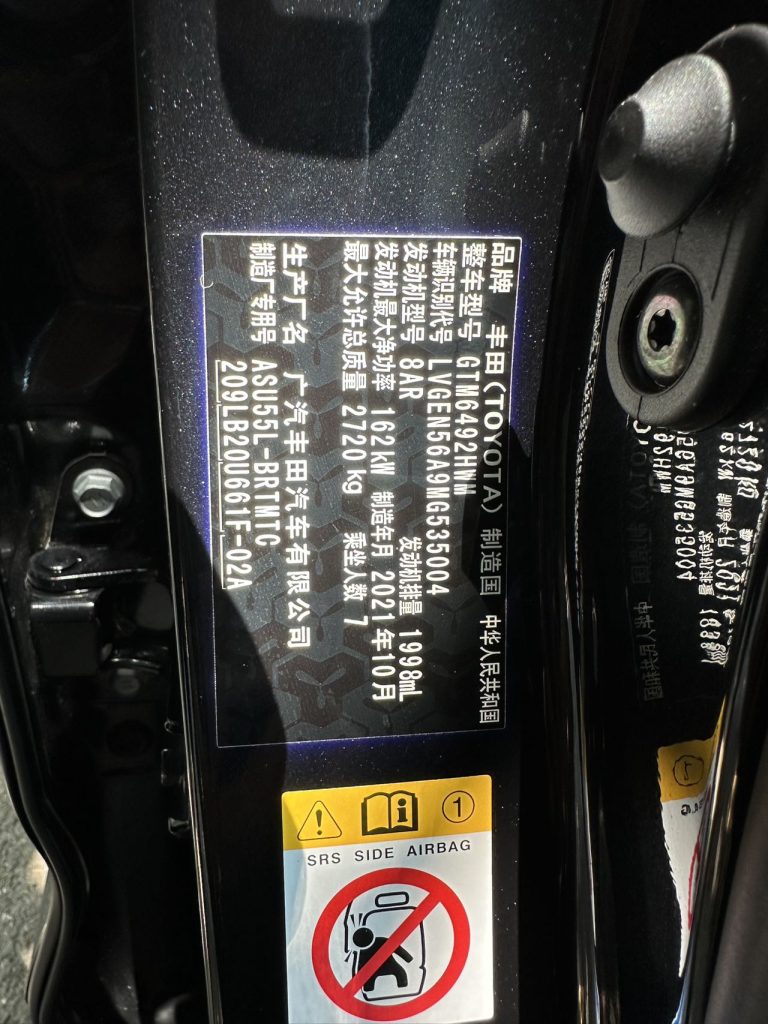 品牌 丰田(TOYOTA) 制造国 中华人民共和国
整车型号 GTM6492HWM
车辆识别代号 LVGEN56A9MG535004
发动机型号 8AR 发动机排量 1998mL
发动机最大净功率 162kW 制造年月 2021年10月
最大允许总质量 2720kg 乘坐人数 7
生产厂名 广汽丰田汽车有限公司
制造厂专用号 ASU55L-BRTMTC
209LB20U661F-02A
1
SRS SIDE AIRBAG